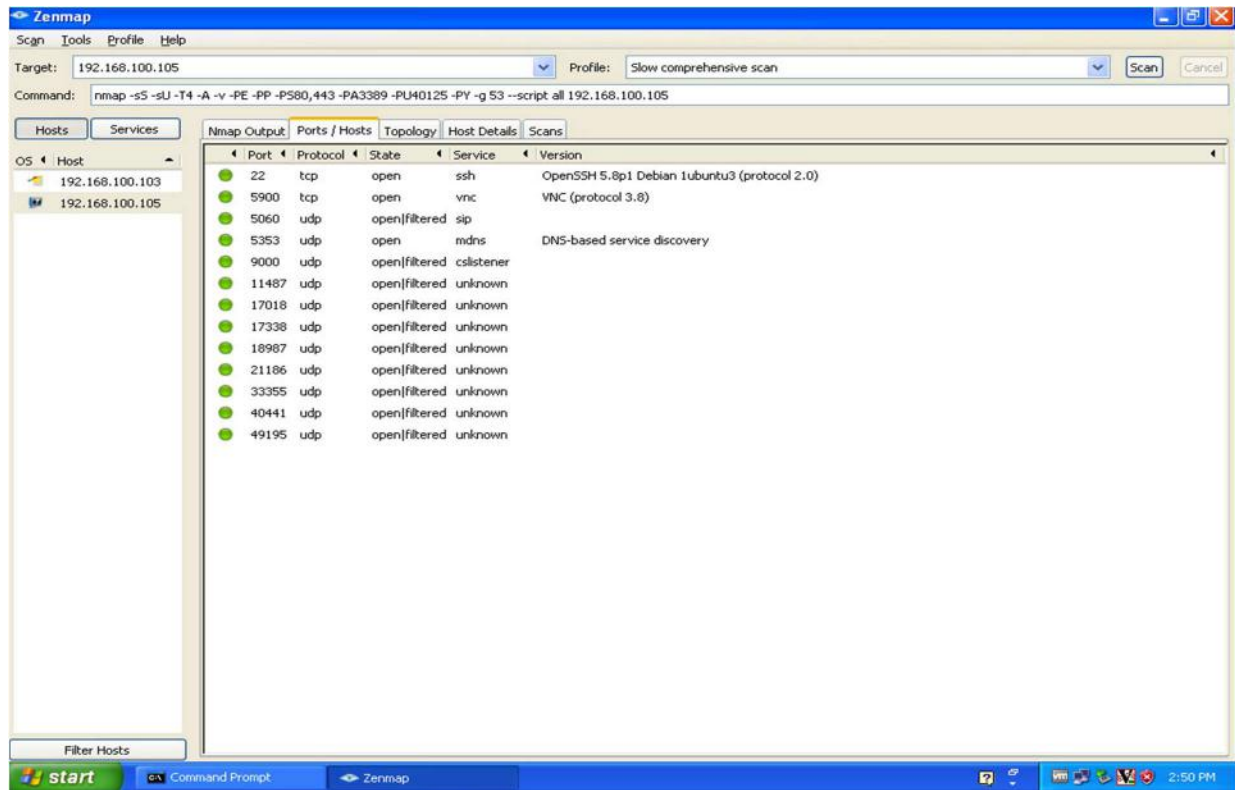 Zenmap
Scan Tools Profile Help
Target: 192.168.100.105 Profile: Slow comprehensive scan Scan Cancel
Command: nmap -sS -sU -T4 -A -v -PE -PP -PS80,443 -PA3389 -PU40125 -PY -g 53 --script all 192.168.100.105
Hosts Services Nmap Output Ports / Hosts Topology Host Details Scans
OS Host Port Protocol State Service Version
192.168.100.103
192.168.100.105
22 tcp open ssh OpenSSH 5.8p1 Debian 1ubuntu3 (protocol 2.0)
5900 tcp open vnc VNC (protocol 3.8)
5060 udp open|filtered sip
5353 udp open mdns DNS-based service discovery
9000 udp open|filtered cslistener
11487 udp open|filtered unknown
17018 udp open|filtered unknown
17338 udp open|filtered unknown
18987 udp open|filtered unknown
21186 udp open|filtered unknown
33355 udp open|filtered unknown
40441 udp open|filtered unknown
49195 udp open|filtered unknown
Filter Hosts
start Command Prompt Zenmap 2:50 PM